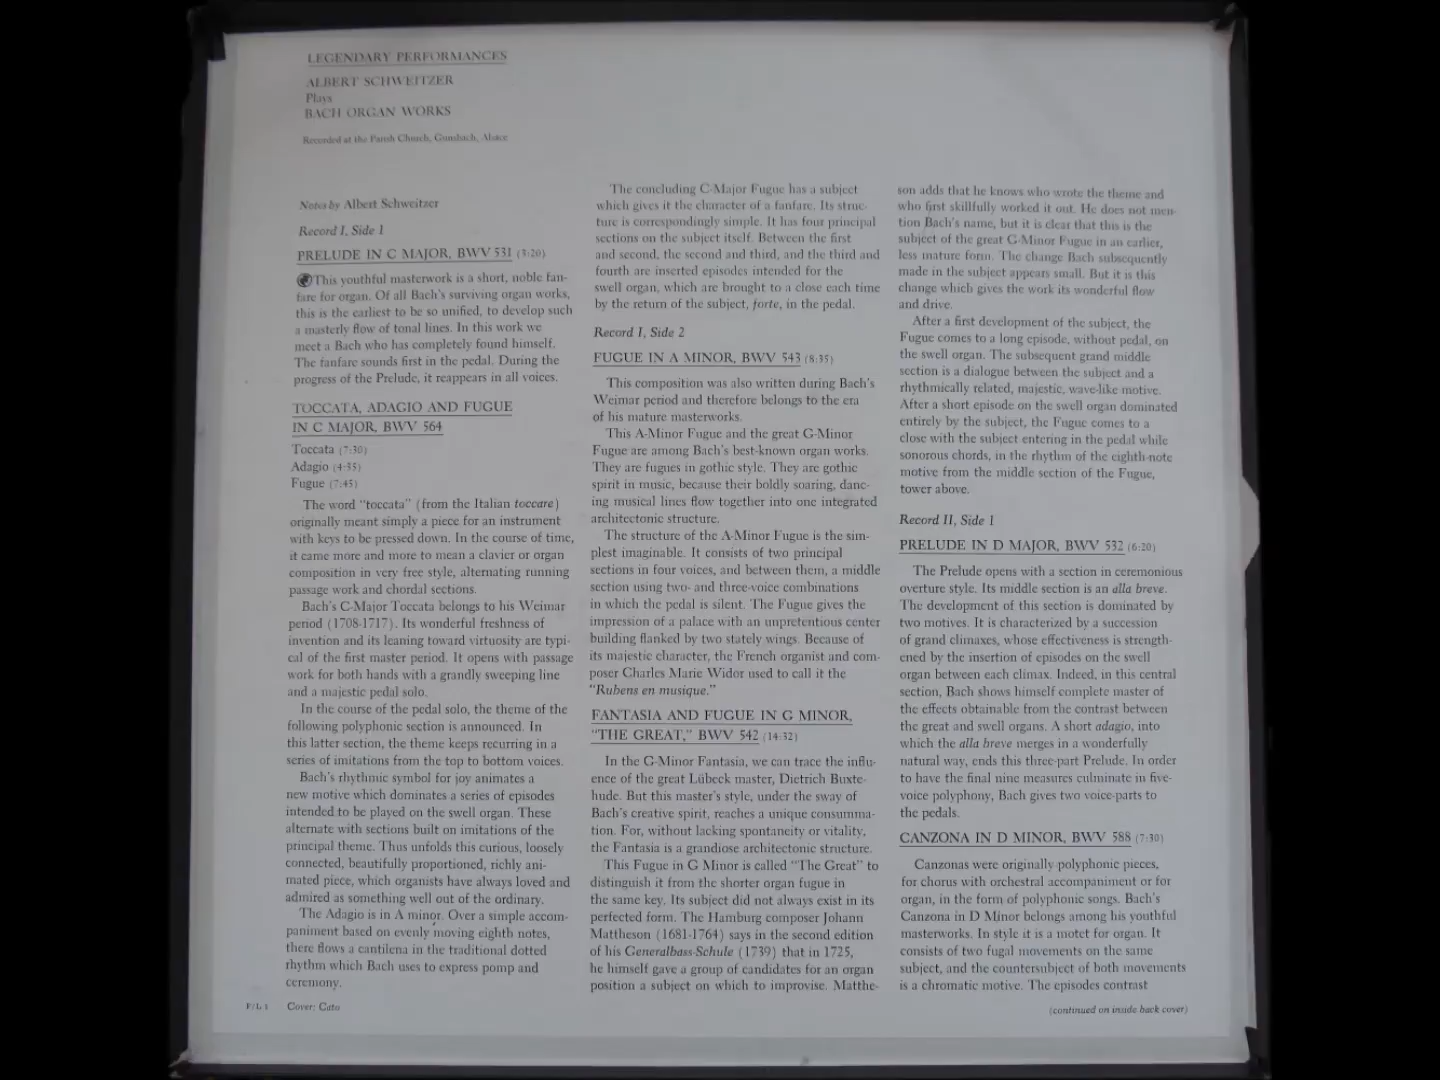 LEGENDARY PERFORMANCES
ALBERT SCHWEITZER
Plays
BACH ORGAN WORKS
Recorded at the Parish Church, Gunsbach, Alsace
Notes by Albert Schweitzer
Record I, Side 1
PRELUDE IN C MAJOR, BWV 531 (3:20)
This youthful masterwork is a short, noble fan-
fare for organ. Of all Bach's surviving organ works,
this is the earliest to be so unified, to develop such
a masterly flow of tonal lines. In this work we
meet a Bach who has completely found himself.
The fanfare sounds first in the pedal. During the
progress of the Prelude, it reappears in all voices.
TOCCATA, ADAGIO AND FUGUE
IN C MAJOR, BWV 564
Toccata (7:30)
Adagio (4:35)
Fugue (7:45)
The word "toccata" (from the Italian toccare)
originally meant simply a piece for an instrument
with keys to be pressed down. In the course of time,
it came more and more to mean a clavier or organ
composition in very free style, alternating running
passage work and chordal sections.
Bach's C-Major Toccata belongs to his Weimar
period (1708-1717). Its wonderful freshness of
invention and its leaning toward virtuosity are typi-
cal of the first master period. It opens with passage
work for both hands with a grandly sweeping line
and a majestic pedal solo.
In the course of the pedal solo, the theme of the
following polyphonic section is announced. In
this latter section, the theme keeps recurring in a
series of imitations from the top to bottom voices.
Bach's rhythmic symbol for joy animates a
new motive which dominates a series of episodes
intended to be played on the swell organ. These
alternate with sections built on imitations of the
principal theme. Thus unfolds this curious, loosely
connected, beautifully proportioned, richly ani-
mated piece, which organists have always loved and
admired as something well out of the ordinary.
The Adagio is in A minor. Over a simple accom-
paniment based on evenly moving eighth notes,
there flows a cantilena in the traditional dotted
rhythm which Bach uses to express pomp and
ceremony.
F/L 1 Cover: Cato
The concluding C-Major Fugue has a subject
which gives it the character of a fanfare. Its struc-
ture is correspondingly simple. It has four principal
sections on the subject itself. Between the first
and second, the second and third, and the third and
fourth are inserted episodes intended for the
swell organ, which are brought to a close each time
by the return of the subject, forte, in the pedal.
Record I, Side 2
FUGUE IN A MINOR, BWV 543 (8:35)
This composition was also written during Bach's
Weimar period and therefore belongs to the era
of his mature masterworks.
This A-Minor Fugue and the great G-Minor
Fugue are among Bach's best-known organ works.
They are fugues in gothic style. They are gothic
spirit in music, because their boldly soaring, danc-
ing musical lines flow together into one integrated
architectonic structure.
The structure of the A-Minor Fugue is the sim-
plest imaginable. It consists of two principal
sections in four voices, and between them, a middle
section using two- and three-voice combinations
in which the pedal is silent. The Fugue gives the
impression of a palace with an unpretentious center
building flanked by two stately wings. Because of
its majestic character, the French organist and com-
poser Charles Marie Widor used to call it the
"Rubens en musique."
FANTASIA AND FUGUE IN G MINOR,
"THE GREAT," BWV 542 (14:32)
In the G-Minor Fantasia, we can trace the influ-
ence of the great Lübeck master, Dietrich Buxte-
hude. But this master's style, under the sway of
Bach's creative spirit, reaches a unique consumma-
tion. For, without lacking spontaneity or vitality,
the Fantasia is a grandiose architectonic structure.
This Fugue in G Minor is called "The Great" to
distinguish it from the shorter organ fugue in
the same key. Its subject did not always exist in its
perfected form. The Hamburg composer Johann
Mattheson (1681-1764) says in the second edition
of his Generalbass-Schule (1739) that in 1725,
he himself gave a group of candidates for an organ
position a subject on which to improvise. Matthe-
son adds that he knows who wrote the theme and
who first skillfully worked it out. He does not men-
tion Bach's name, but it is clear that this is the
subject of the great G-Minor Fugue in an earlier,
less mature form. The change Bach subsequently
made in the subject appears small. But it is this
change which gives the work its wonderful flow
and drive.
After a first development of the subject, the
Fugue comes to a long episode, without pedal, on
the swell organ. The subsequent grand middle
section is a dialogue between the subject and a
rhythmically related, majestic, wave-like motive.
After a short episode on the swell organ dominated
entirely by the subject, the Fugue comes to a
close with the subject entering in the pedal while
sonorous chords, in the rhythm of the eighth-note
motive from the middle section of the Fugue,
tower above.
Record II, Side 1
PRELUDE IN D MAJOR, BWV 532 (6:20)
The Prelude opens with a section in ceremonious
overture style. Its middle section is an alla breve.
The development of this section is dominated by
two motives. It is characterized by a succession
of grand climaxes, whose effectiveness is strength-
ened by the insertion of episodes on the swell
organ between each climax. Indeed, in this central
section, Bach shows himself complete master of
the effects obtainable from the contrast between
the great and swell organs. A short adagio, into
which the alla breve merges in a wonderfully
natural way, ends this three-part Prelude. In order
to have the final nine measures culminate in five-
voice polyphony, Bach gives two voice-parts to
the pedals.
CANZONA IN D MINOR, BWV 588 (7:30)
Canzonas were originally polyphonic pieces,
for chorus with orchestral accompaniment or for
organ, in the form of polyphonic songs. Bach's
Canzona in D Minor belongs among his youthful
masterworks. In style it is a motet for organ. It
consists of two fugal movements on the same
subject, and the countersubject of both movements
is a chromatic motive. The episodes contrast
(continued on inside back cover)